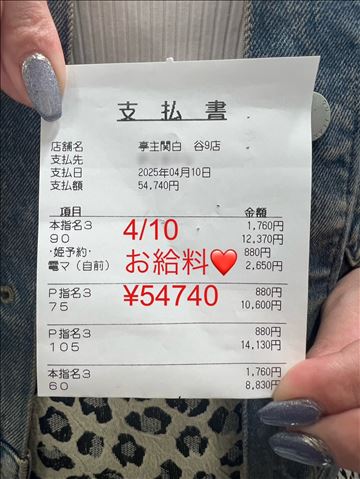 支払書
店舗名 亭主関白 谷9店
支払先
支払日 2025年04月10日
支払額 54,740円
項目 金額
本指名3 1,760円
90 12,370円
・姫予約・ 880円
電マ(自前) 2,650円
4/10
お給料❤
¥54740
P指名3 880円
75 10,600円
P指名3 880円
105 14,130円
本指名3 1,760円
60 8,830円